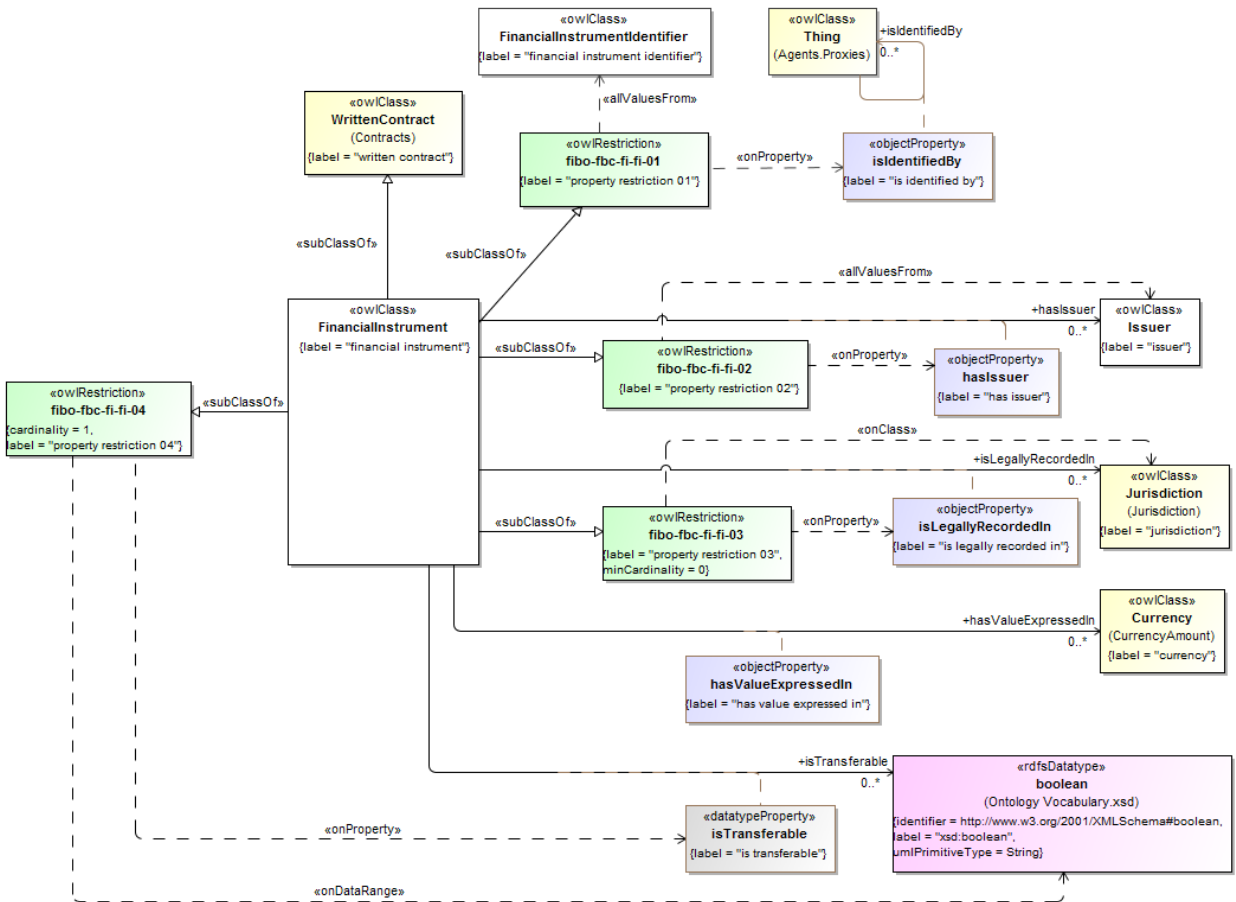 «owlClass»
FinancialInstrumentIdentifier
{label = "financial instrument identifier"}
«owlClass»
Thing
(Agents.Proxies)
+isIdentifiedBy
0..*
«allValuesFrom»
«owlClass»
WrittenContract
(Contracts)
{label = "written contract"}
«owlRestriction»
fibo-fbc-fi-fi-01
{label = "property restriction 01"}
«onProperty»
«objectProperty»
isIdentifiedBy
{label = "is identified by"}
«subClassOf»
«subClassOf»
«allValuesFrom»
«owlClass»
FinancialInstrument
{label = "financial instrument"}
+hasIssuer
0..*
«owlClass»
Issuer
{label = "issuer"}
«subClassOf»
«owlRestriction»
fibo-fbc-fi-fi-02
{label = "property restriction 02"}
«onProperty»
«objectProperty»
hasIssuer
{label = "has issuer"}
«owlRestriction»
fibo-fbc-fi-fi-04
{cardinality = 1,
label = "property restriction 04"}
«subClassOf»
«onClass»
+isLegallyRecordedIn
0..*
«owlClass»
Jurisdiction
(Jurisdiction)
{label = "jurisdiction"}
«subClassOf»
«owlRestriction»
fibo-fbc-fi-fi-03
{label = "property restriction 03",
minCardinality = 0}
«onProperty»
«objectProperty»
isLegallyRecordedIn
{label = "is legally recorded in"}
+hasValueExpressedIn
0..*
«owlClass»
Currency
(CurrencyAmount)
{label = "currency"}
«objectProperty»
hasValueExpressedIn
{label = "has value expressed in"}
+isTransferable
0..*
«rdfsDatatype»
boolean
(Ontology Vocabulary.xsd)
{identifier = http://www.w3.org/2001/XMLSchema#boolean,
label = "xsd:boolean",
umlPrimitiveType = String}
«onProperty»
«datatypeProperty»
isTransferable
{label = "is transferable"}
«onDataRange»